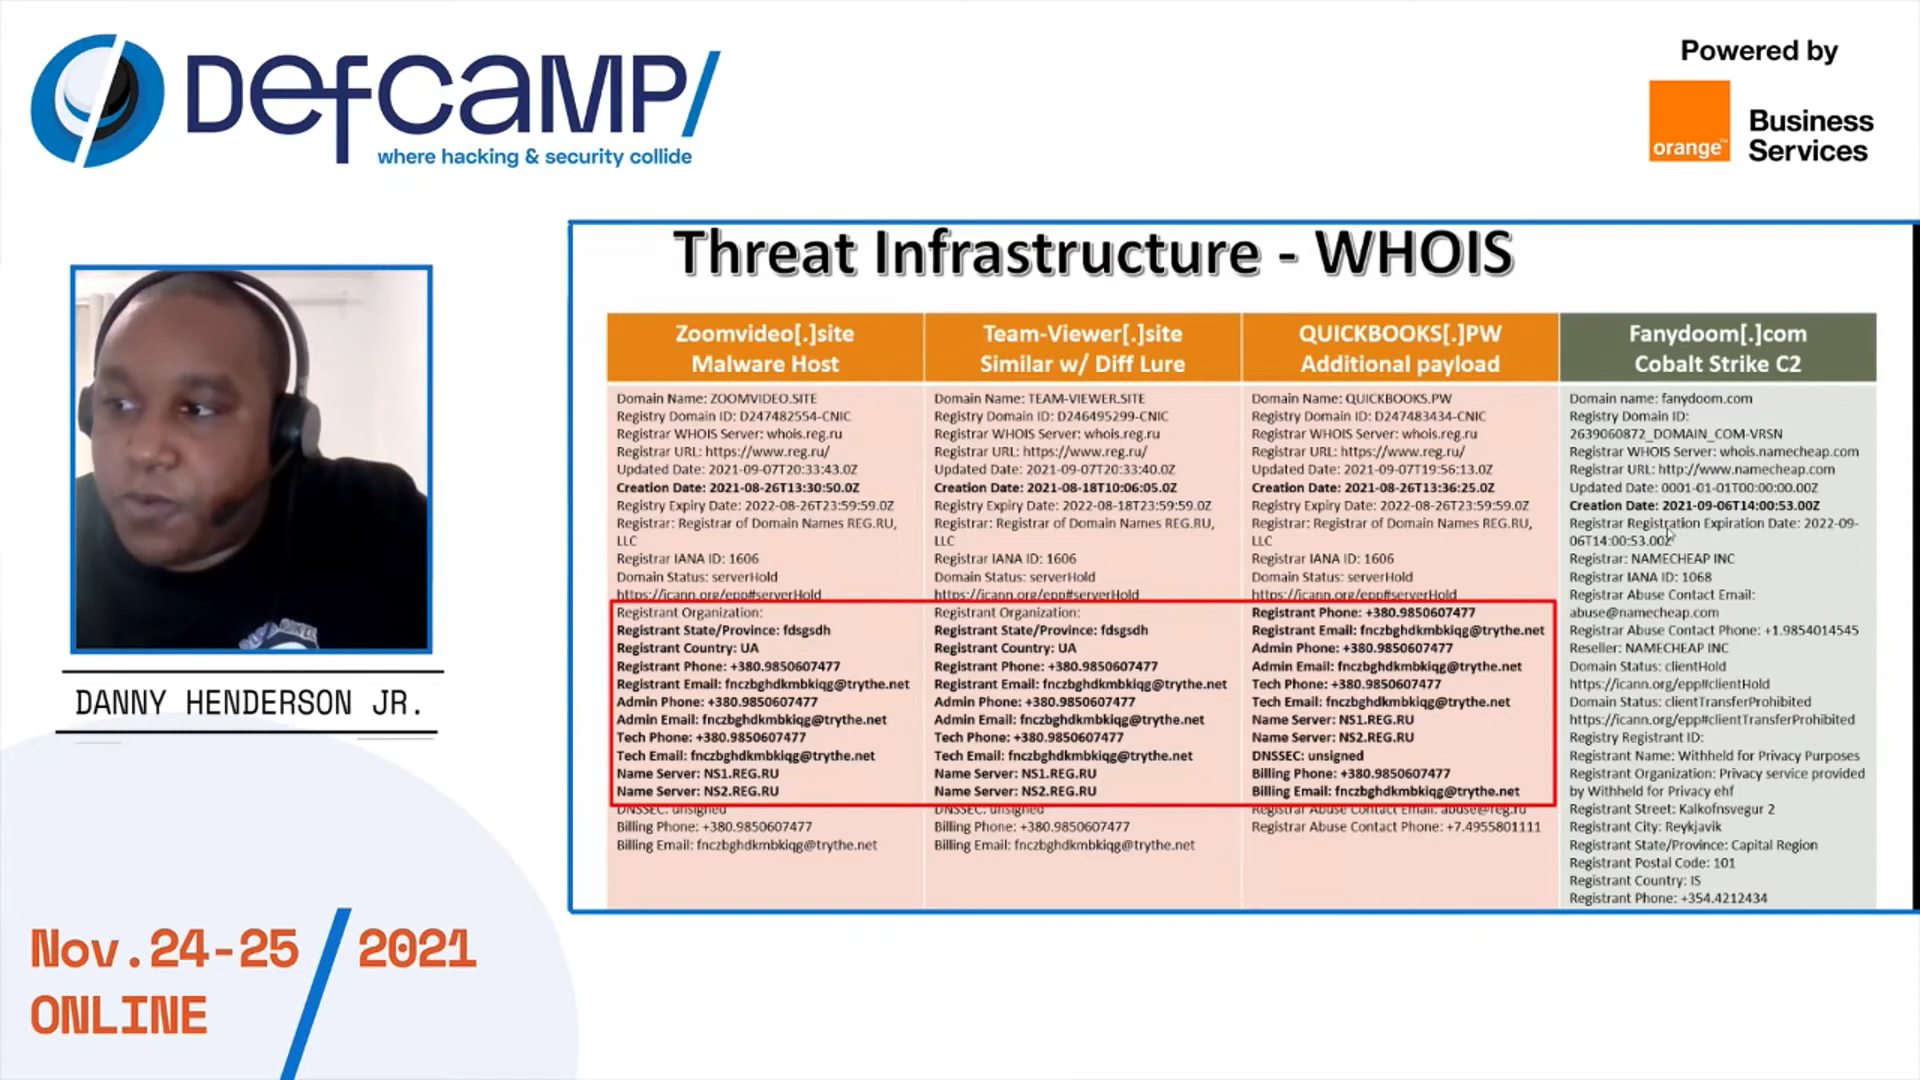 DefCAMP/
where hacking & security collide
Powered by
orange™
Business
Services
DANNY HENDERSON JR.
Nov.24-25 / 2021
ONLINE
Threat Infrastructure - WHOIS
Zoomvideo[.]site
Malware Host
Domain Name: ZOOMVIDEO.SITE
Registry Domain ID: D247482554-CNIC
Registrar WHOIS Server: whois.reg.ru
Registrar URL: https://www.reg.ru/
Updated Date: 2021-09-07T20:33:43.0Z
Creation Date: 2021-08-26T13:30:50.0Z
Registry Expiry Date: 2022-08-26T23:59:59.0Z
Registrar: Registrar of Domain Names REG.RU,
LLC
Registrar IANA ID: 1606
Domain Status: serverHold
https://icann.org/epp#serverHold
Registrant Organization:
Registrant State/Province: fdsgsdh
Registrant Country: UA
Registrant Phone: +380.9850607477
Registrant Email: fnczbghdkmbkiqg@trythe.net
Admin Phone: +380.9850607477
Admin Email: fnczbghdkmbkiqg@trythe.net
Tech Phone: +380.9850607477
Tech Email: fnczbghdkmbkiqg@trythe.net
Name Server: NS1.REG.RU
Name Server: NS2.REG.RU
DNSSEC: unsigned
Billing Phone: +380.9850607477
Billing Email: fnczbghdkmbkiqg@trythe.net
Team-Viewer[.]site
Similar w/ Diff Lure
Domain Name: TEAM-VIEWER.SITE
Registry Domain ID: D246495299-CNIC
Registrar WHOIS Server: whois.reg.ru
Registrar URL: https://www.reg.ru/
Updated Date: 2021-09-07T20:33:40.0Z
Creation Date: 2021-08-18T10:06:05.0Z
Registry Expiry Date: 2022-08-18T23:59:59.0Z
Registrar: Registrar of Domain Names REG.RU,
LLC
Registrar IANA ID: 1606
Domain Status: serverHold
https://icann.org/epp#serverHold
Registrant Organization:
Registrant State/Province: fdsgsdh
Registrant Country: UA
Registrant Phone: +380.9850607477
Registrant Email: fnczbghdkmbkiqg@trythe.net
Admin Phone: +380.9850607477
Admin Email: fnczbghdkmbkiqg@trythe.net
Tech Phone: +380.9850607477
Tech Email: fnczbghdkmbkiqg@trythe.net
Name Server: NS1.REG.RU
Name Server: NS2.REG.RU
DNSSEC: unsigned
Billing Phone: +380.9850607477
Billing Email: fnczbghdkmbkiqg@trythe.net
QUICKBOOKS[.]PW
Additional payload
Domain Name: QUICKBOOKS.PW
Registry Domain ID: D247483434-CNIC
Registrar WHOIS Server: whois.reg.ru
Registrar URL: https://www.reg.ru/
Updated Date: 2021-09-07T19:56:13.0Z
Creation Date: 2021-08-26T13:36:25.0Z
Registry Expiry Date: 2022-08-26T23:59:59.0Z
Registrar: Registrar of Domain Names REG.RU,
LLC
Registrar IANA ID: 1606
Domain Status: serverHold
https://icann.org/epp#serverHold
Registrant Phone: +380.9850607477
Registrant Email: fnczbghdkmbkiqg@trythe.net
Admin Phone: +380.9850607477
Admin Email: fnczbghdkmbkiqg@trythe.net
Tech Phone: +380.9850607477
Tech Email: fnczbghdkmbkiqg@trythe.net
Name Server: NS1.REG.RU
Name Server: NS2.REG.RU
DNSSEC: unsigned
Billing Phone: +380.9850607477
Billing Email: fnczbghdkmbkiqg@trythe.net
Registrar Abuse Contact Email: abuse@reg.ru
Registrar Abuse Contact Phone: +7.4955801111
Fanydoom[.]com
Cobalt Strike C2
Domain name: fanydoom.com
Registry Domain ID:
2639060872_DOMAIN_COM-VRSN
Registrar WHOIS Server: whois.namecheap.com
Registrar URL: http://www.namecheap.com
Updated Date: 0001-01-01T00:00:00.00Z
Creation Date: 2021-09-06T14:00:53.00Z
Registrar Registration Expiration Date: 2022-09-
06T14:00:53.00Z
Registrar: NAMECHEAP INC
Registrar IANA ID: 1068
Registrar Abuse Contact Email:
abuse@namecheap.com
Registrar Abuse Contact Phone: +1.9854014545
Reseller: NAMECHEAP INC
Domain Status: clientHold
https://icann.org/epp#clientHold
Domain Status: clientTransferProhibited
https://icann.org/epp#clientTransferProhibited
Registry Registrant ID:
Registrant Name: Withheld for Privacy Purposes
Registrant Organization: Privacy service provided
by Withheld for Privacy ehf
Registrant Street: Kalkofnsvegur 2
Registrant City: Reykjavik
Registrant State/Province: Capital Region
Registrant Postal Code: 101
Registrant Country: IS
Registrant Phone: +354.4212434